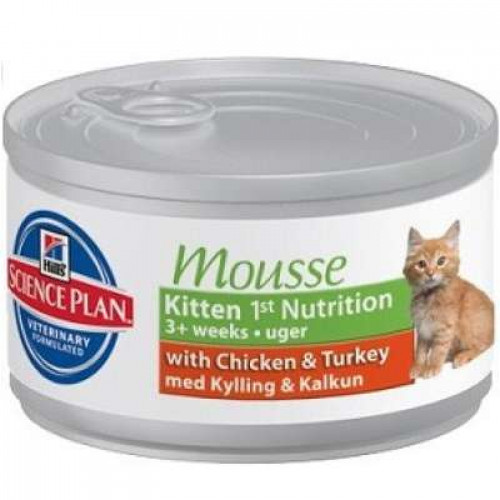 Hill's
SCIENCE PLAN
VETERINARY
FORMULATED
Mousse
Kitten 1st Nutrition
3+ weeks • uger
with Chicken & Turkey
med Kylling & Kalkun